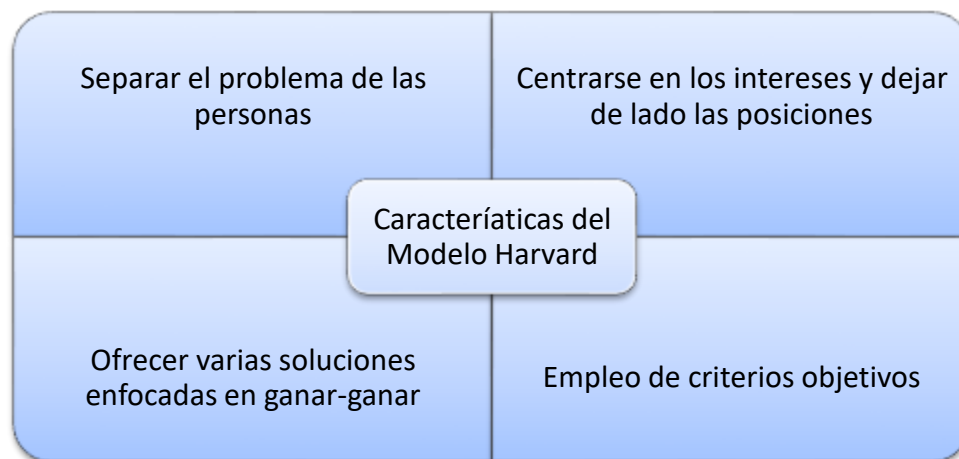 Separar el problema de las
personas
Centrarse en los intereses y dejar
de lado las posiciones
Caracteríaticas del
Modelo Harvard
Ofrecer varias soluciones
enfocadas en ganar-ganar
Empleo de criterios objetivos